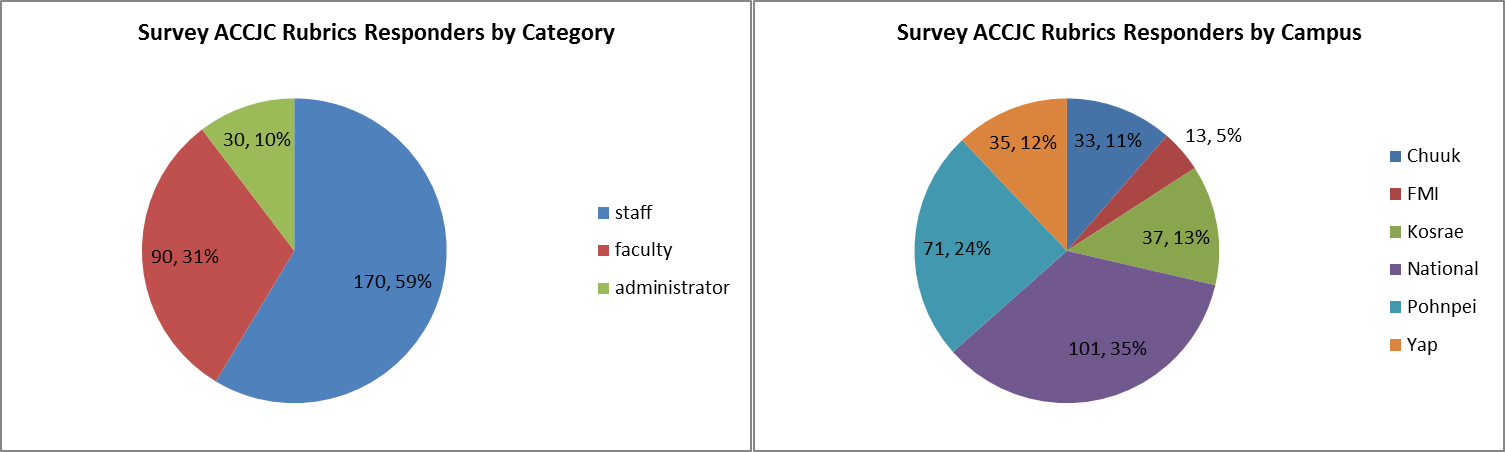 Survey ACCJC Rubrics Responders by Category
30, 10%
90, 31%
170, 59%
staff
faculty
administrator
Survey ACCJC Rubrics Responders by Campus
35, 12%
33, 11%
13, 5%
37, 13%
71, 24%
101, 35%
Chuuk
FMI
Kosrae
National
Pohnpei
Yap